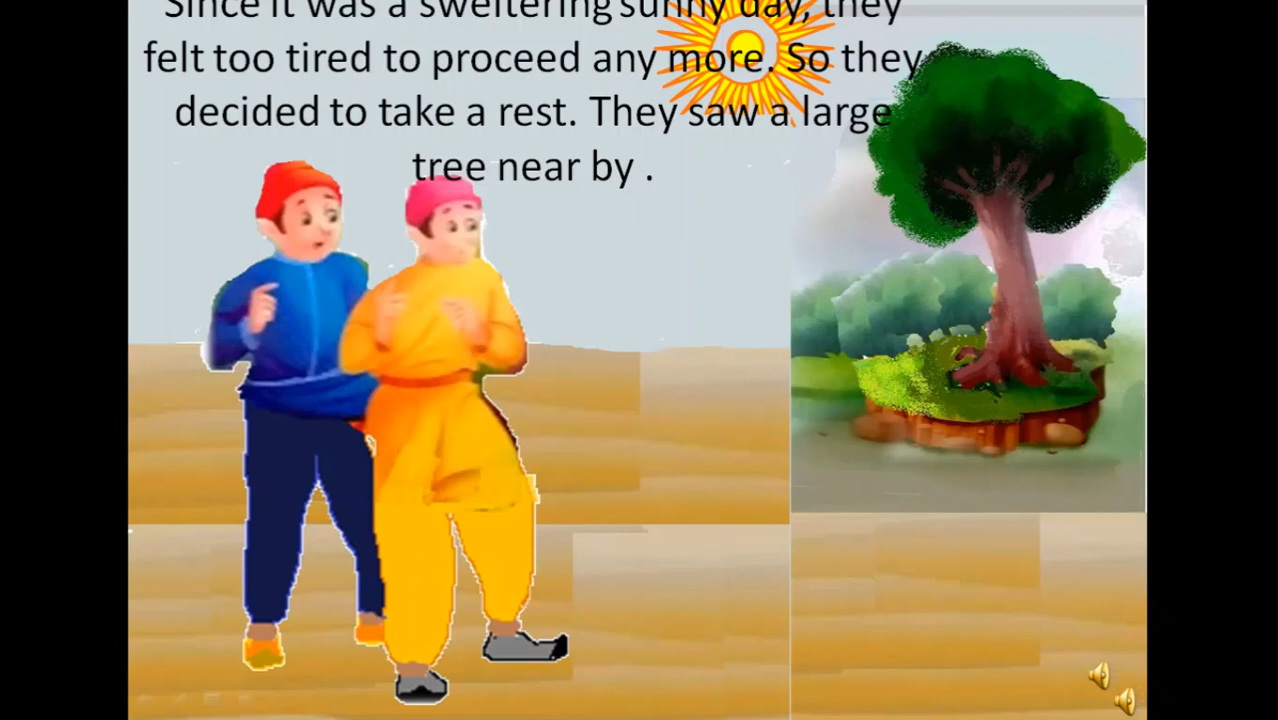 Since it was a sweltering sunny day, they
felt too tired to proceed any more. So they
decided to take a rest. They saw a large
tree near by .